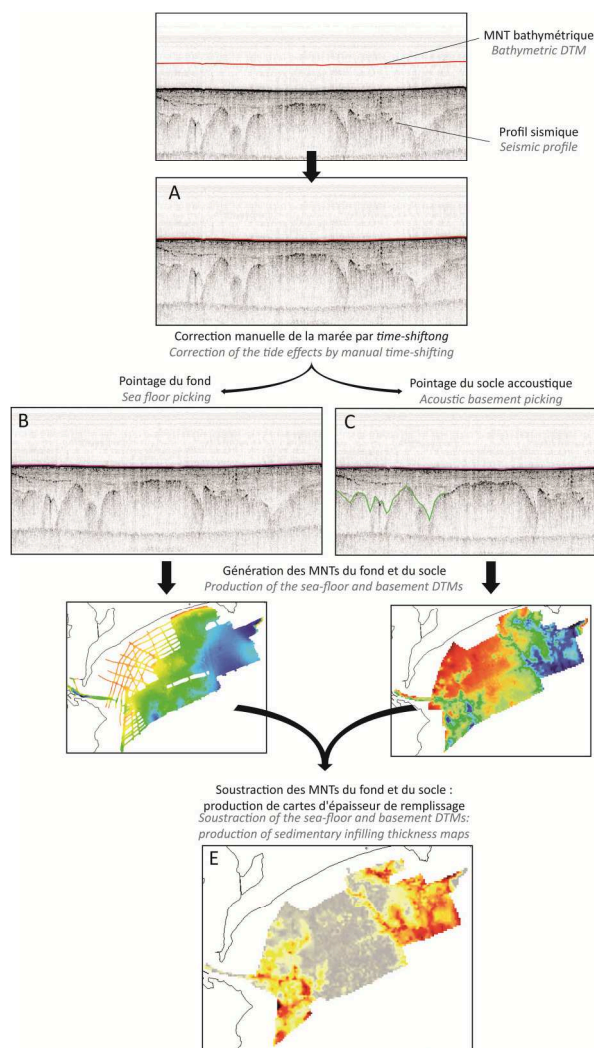 MNT bathymétrique
Bathymetric DTM
Profil sismique
Seismic profile
A
Correction manuelle de la marée par time-shiftong
Correction of the tide effects by manual time-shifting
Pointage du fond
Sea floor picking
Pointage du socle accoustique
Acoustic basement picking
B
C
Génération des MNTs du fond et du socle
Production of the sea-floor and basement DTMs
Soustraction des MNTs du fond et du socle :
production de cartes d'épaisseur de remplissage
Soustraction of the sea-floor and basement DTMs:
production of sedimentary infilling thickness maps
E